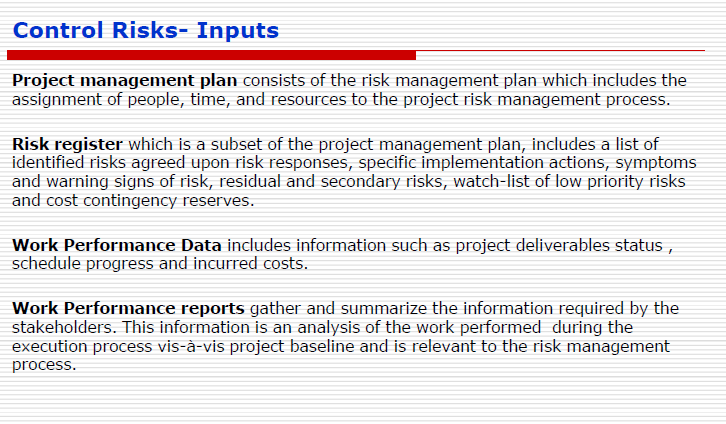 Control Risks- Inputs
Project management plan consists of the risk management plan which includes the
assignment of people, time, and resources to the project risk management process.
Risk register which is a subset of the project management plan, includes a list of
identified risks agreed upon risk responses, specific implementation actions, symptoms
and warning signs of risk, residual and secondary risks, watch-list of low priority risks
and cost contingency reserves.
Work Performance Data includes information such as project deliverables status ,
schedule progress and incurred costs.
Work Performance reports gather and summarize the information required by the
stakeholders. This information is an analysis of the work performed  during the
execution process vis-à-vis project baseline and is relevant to the risk management
process.